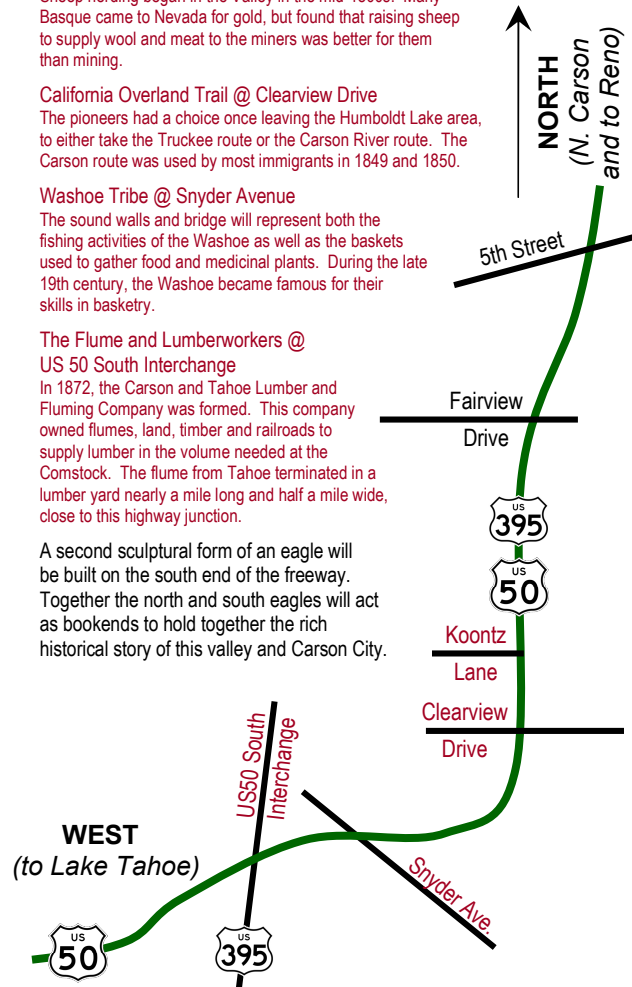 Basque came to Nevada for gold, but found that raising sheep
to supply wool and meat to the miners was better for them
than mining.
California Overland Trail @ Clearview Drive
The pioneers had a choice once leaving the Humboldt Lake area,
to either take the Truckee route or the Carson River route. The
Carson route was used by most immigrants in 1849 and 1850.
Washoe Tribe @ Snyder Avenue
The sound walls and bridge will represent both the
fishing activities of the Washoe as well as the baskets
used to gather food and medicinal plants. During the late
19th century, the Washoe became famous for their
skills in basketry.
The Flume and Lumberworkers @
US 50 South Interchange
In 1872, the Carson and Tahoe Lumber and
Fluming Company was formed. This company
owned flumes, land, timber and railroads to
supply lumber in the volume needed at the
Comstock. The flume from Tahoe terminated in a
lumber yard nearly a mile long and half a mile wide,
close to this highway junction.
A second sculptural form of an eagle will
be built on the south end of the freeway.
Together the north and south eagles will act
as bookends to hold together the rich
historical story of this valley and Carson City.
NORTH
(N. Carson
and to Reno)
5th Street
Fairview
Drive
US
395
US
50
Koontz
Lane
Clearview
Drive
US50 South
Interchange
WEST
(to Lake Tahoe)
Snyder Ave.
US
50
US
395